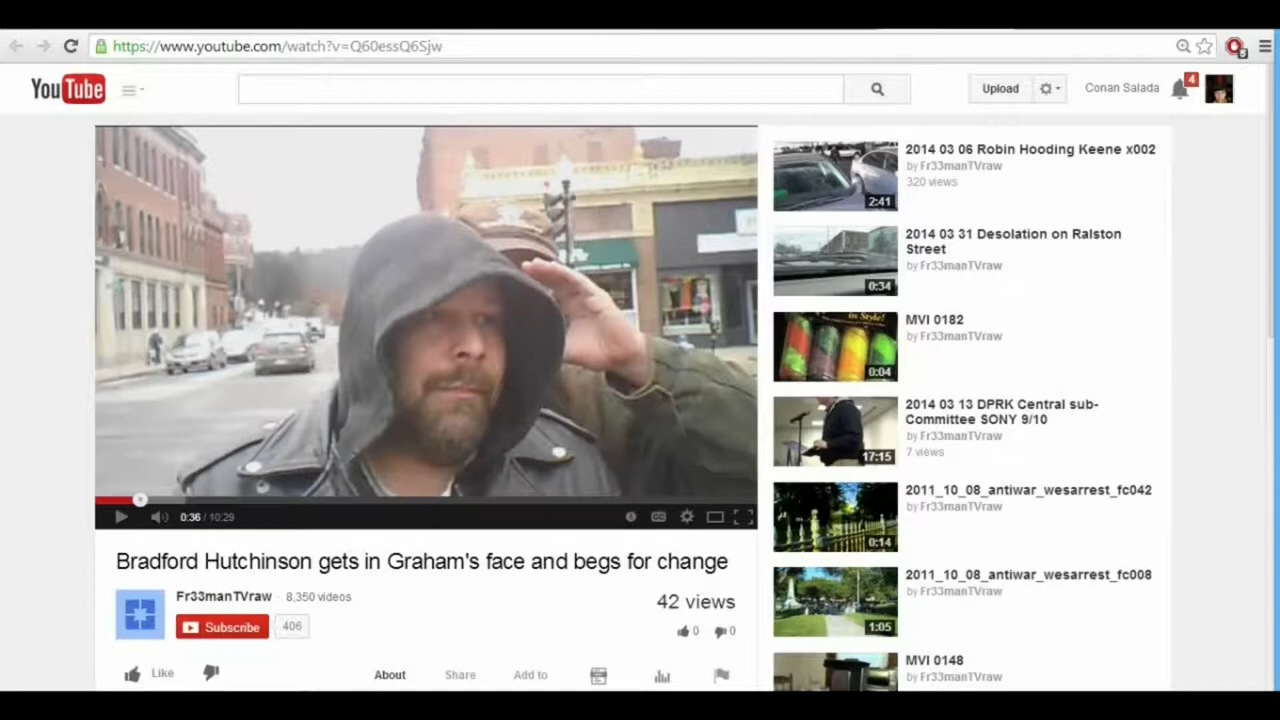 https://www.youtube.com/watch?v=Q60essQ6Sjw
YouTube
Upload
Conan Salada
4
0:36 / 10:29
Bradford Hutchinson gets in Graham's face and begs for change
Fr33manTVraw · 8,350 videos
Subscribe
406
42 views
0
0
Like
About
Share
Add to
2014 03 06 Robin Hooding Keene x002
by Fr33manTVraw
320 views
2:41
2014 03 31 Desolation on Ralston
Street
by Fr33manTVraw
0:34
in Style!
MVI 0182
by Fr33manTVraw
0:04
2014 03 13 DPRK Central sub-
Committee SONY 9/10
by Fr33manTVraw
7 views
17:15
2011_10_08_antiwar_wesarrest_fc042
by Fr33manTVraw
0:14
2011_10_08_antiwar_wesarrest_fc008
by Fr33manTVraw
1:05
MVI 0148
by Fr33manTVraw